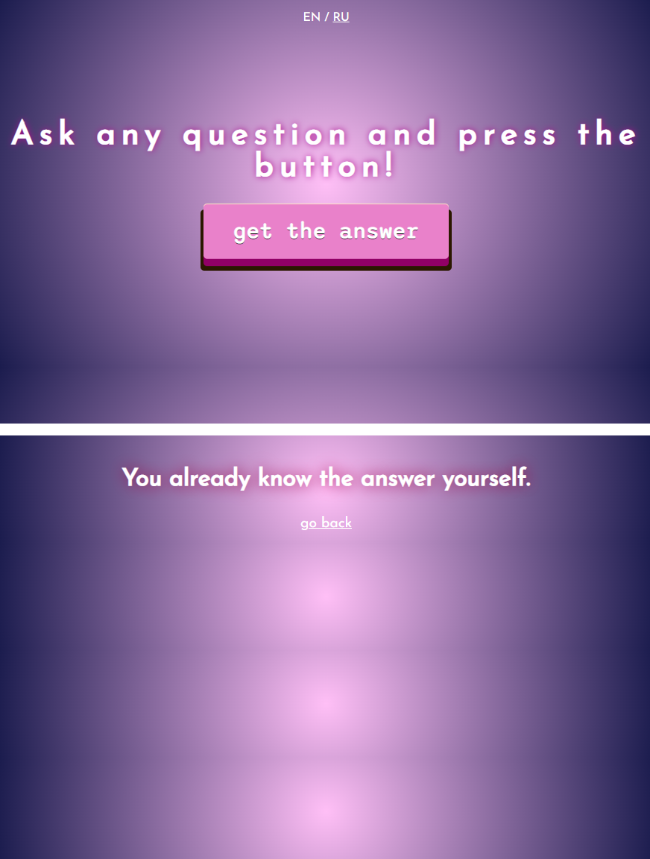 EN / RU
Ask any question and press the
button!
get the answer
You already know the answer yourself.
go back